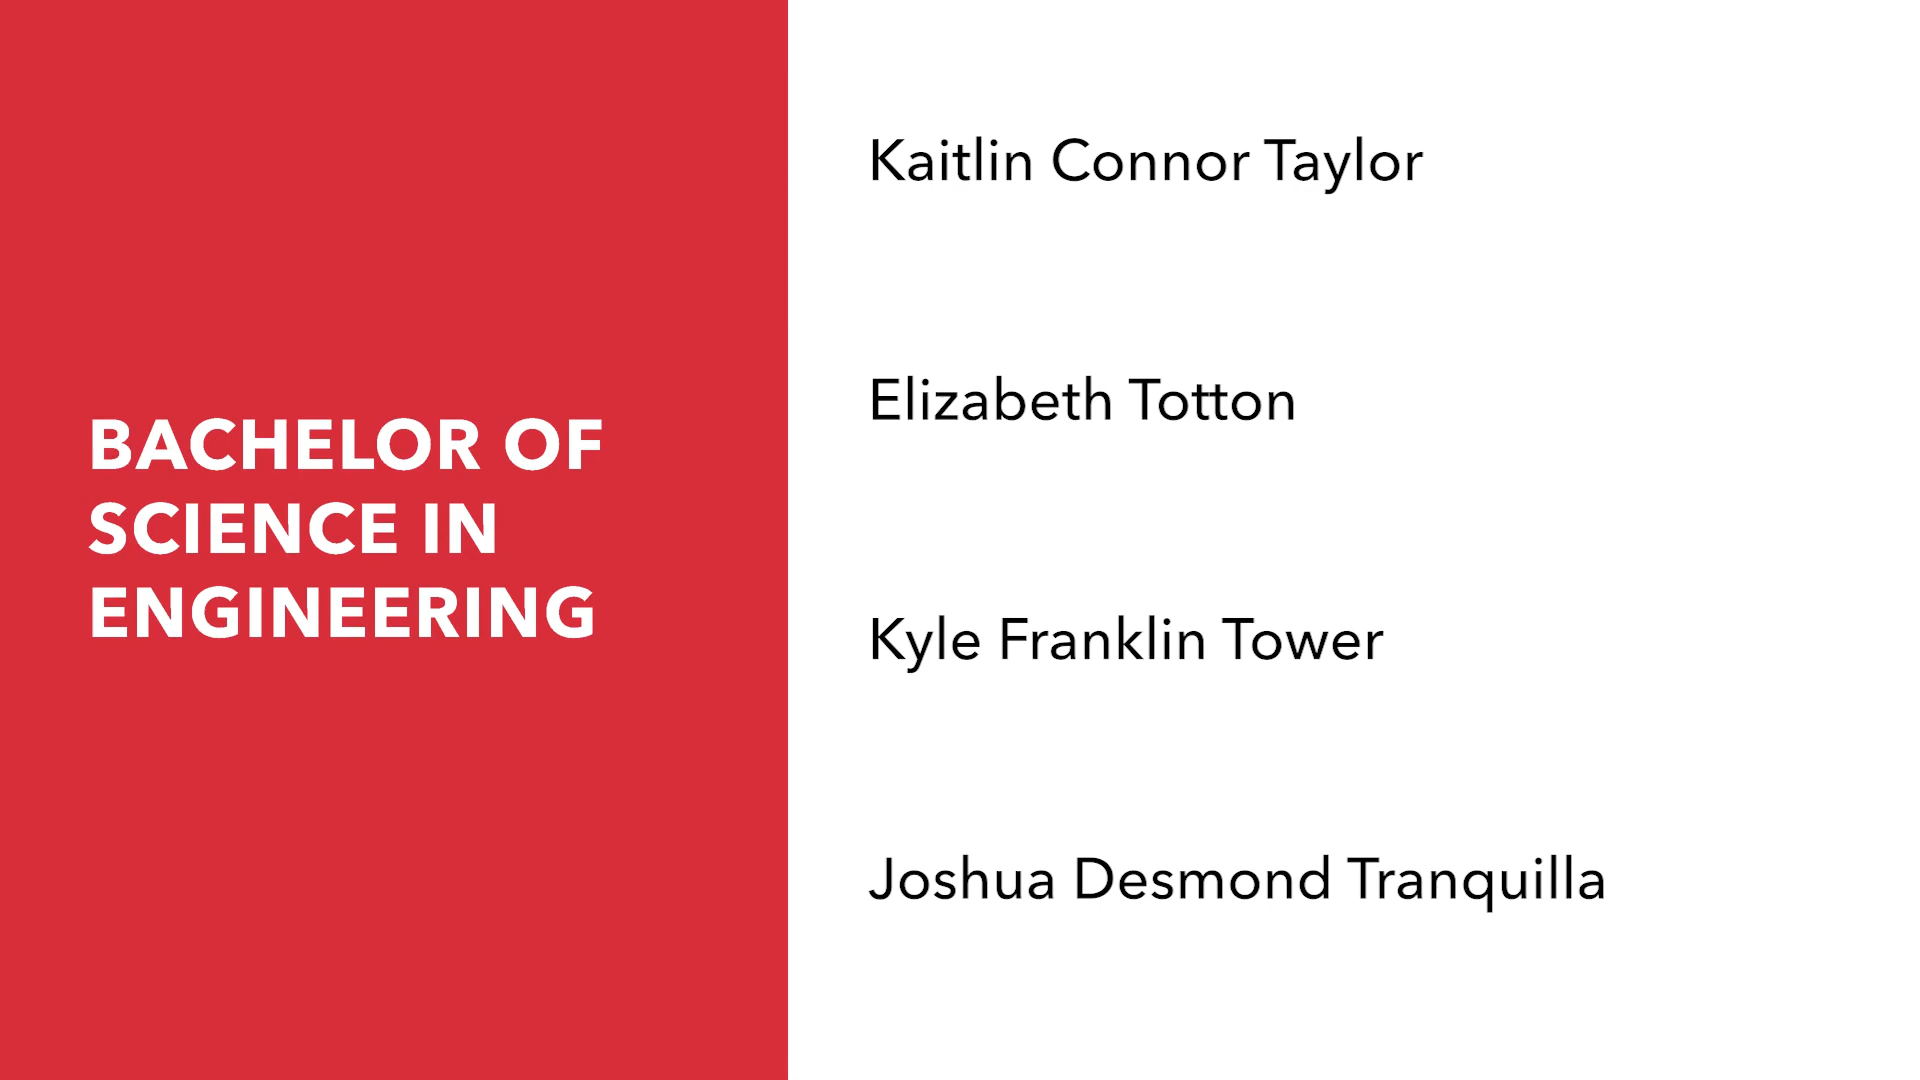 BACHELOR OF
SCIENCE IN
ENGINEERING
Kaitlin Connor Taylor
Elizabeth Totton
Kyle Franklin Tower
Joshua Desmond Tranquilla